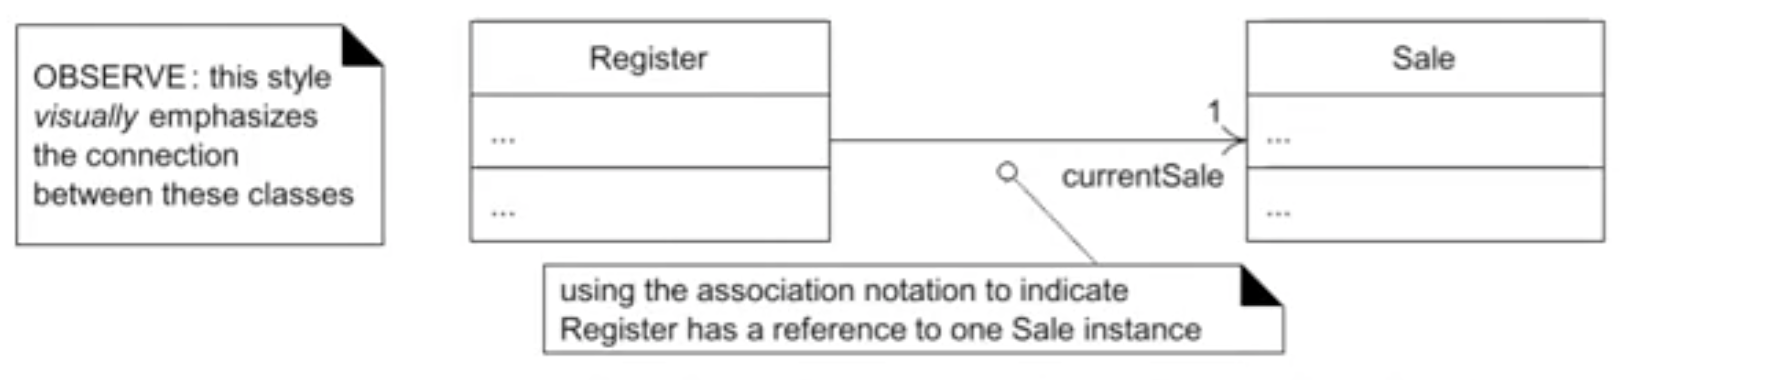 OBSERVE: this style
visually emphasizes
the connection
between these classes
Register
...
...
1
currentSale
Sale
...
...
using the association notation to indicate
Register has a reference to one Sale instance